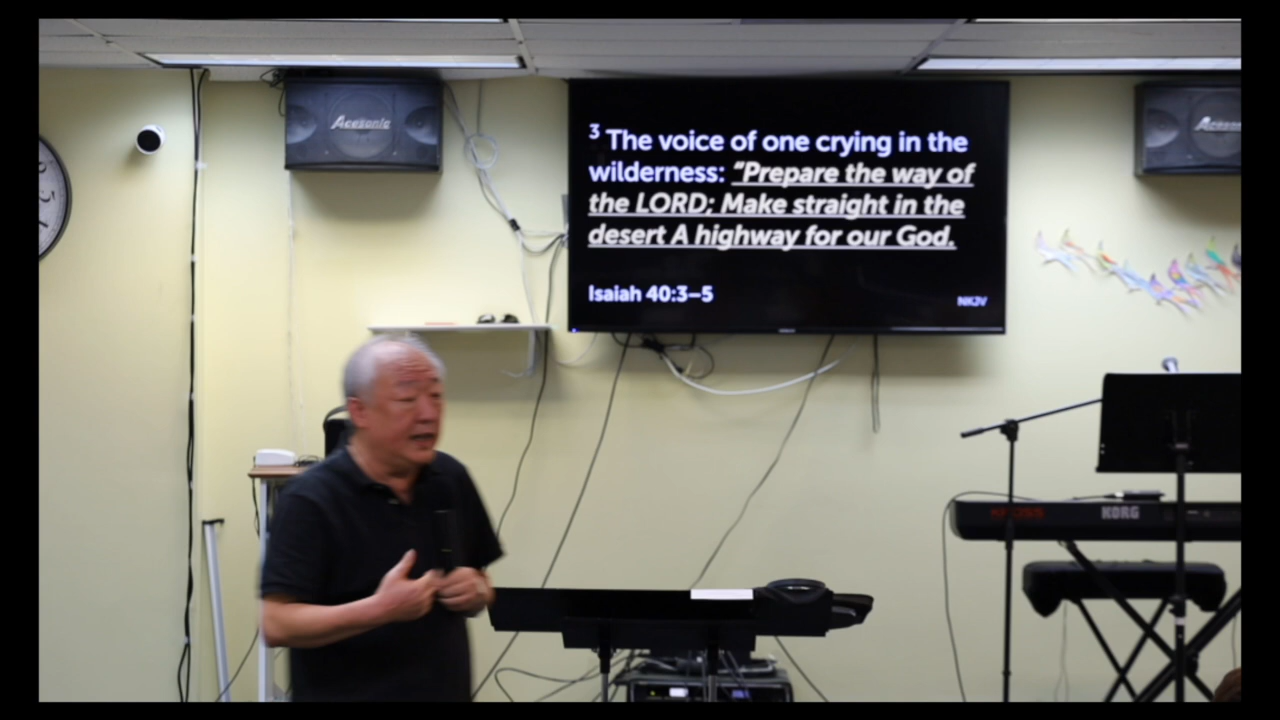 Acesonic
3 The voice of one crying in the
wilderness: “Prepare the way of
the LORD; Make straight in the
desert A highway for our God.
Isaiah 40:3–5
NKJV
KROSS
KORG